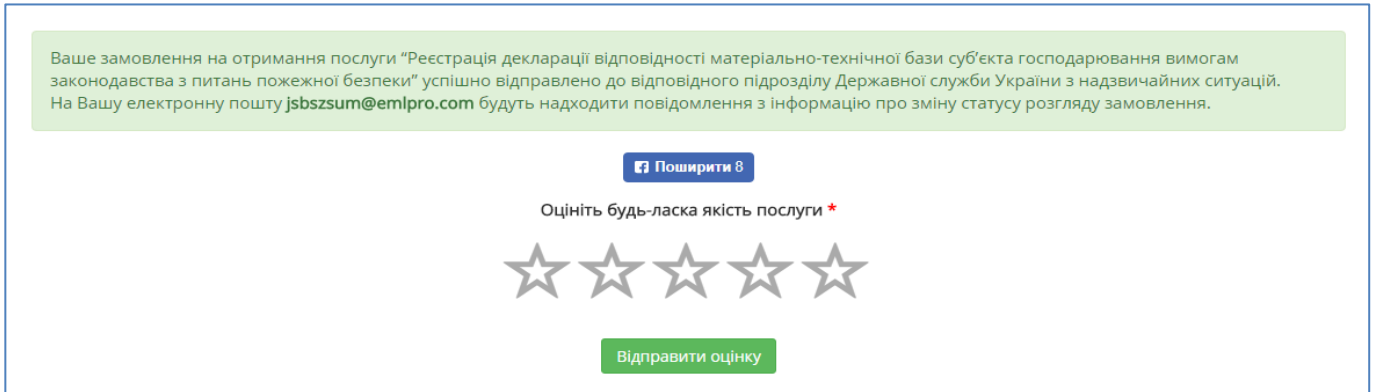 Ваше замовлення на отримання послуги “Реєстрація декларації відповідності матеріально-технічної бази суб’єкта господарювання вимогам
законодавства з питань пожежної безпеки” успішно відправлено до відповідного підрозділу Державної служби України з надзвичайних ситуацій.
На Вашу електронну пошту jsbszsum@emlpro.com будуть надходити повідомлення з інформацію про зміну статусу розгляду замовлення.
Поширити 8
Оцініть будь-ласка якість послуги *
Відправити оцінку